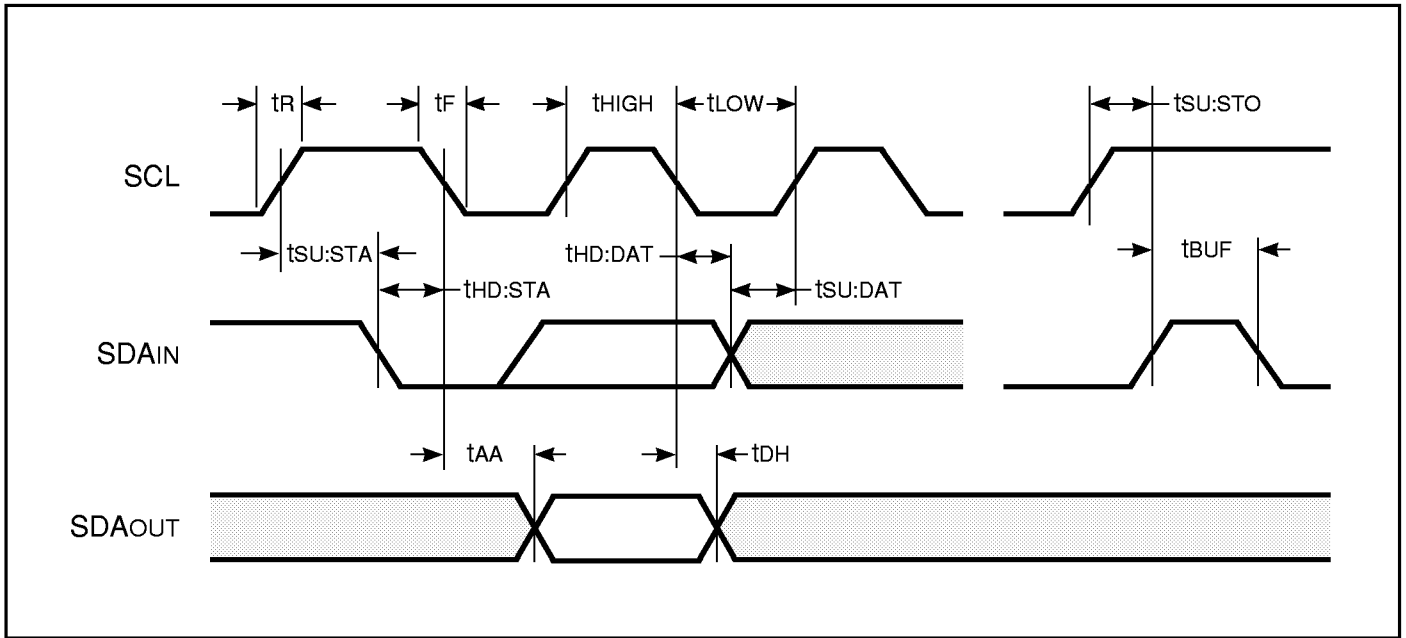 tR
tF
tHIGH
tLOW
tSU:STO
SCL
tSU:STA
tHD:DAT
tBUF
tHD:STA
tSU:DAT
SDAIN
tAA
tDH
SDAOUT